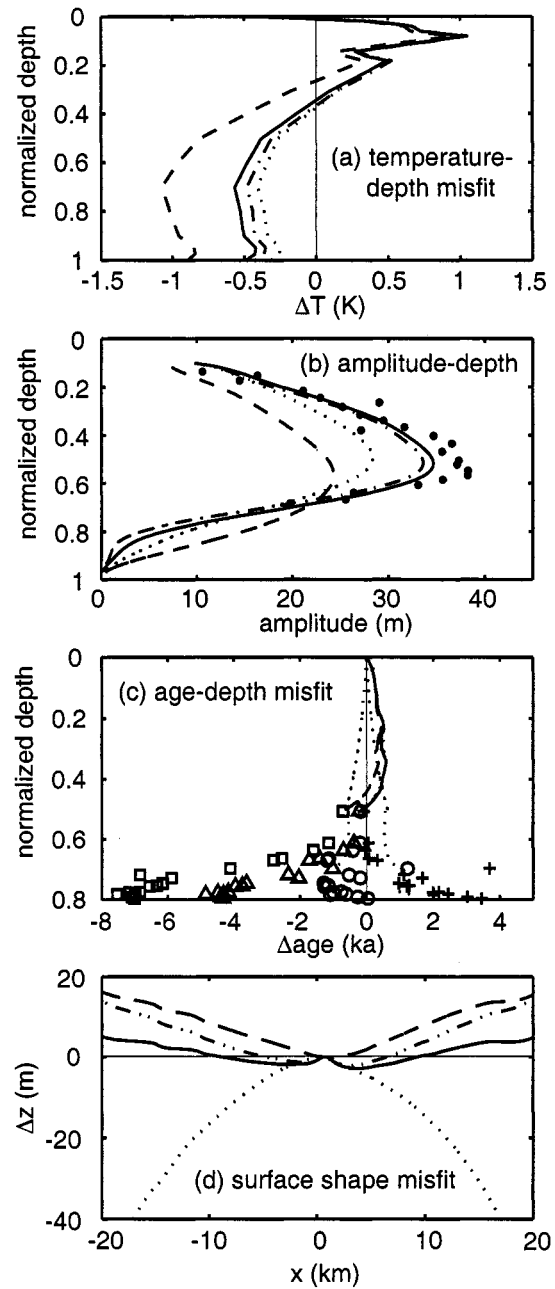 0
0.2
0.4
0.6
0.8
1
normalized depth
(a) temperature-
depth misfit
-1.5 -1 -0.5 0 0.5 1 1.5
ΔT (K)
0
0.2
0.4
0.6
0.8
1
normalized depth
(b) amplitude-depth
0 10 20 30 40
amplitude (m)
0
0.2
0.4
0.6
0.8
normalized depth
(c) age-depth misfit
-8 -6 -4 -2 0 2 4
Δage (ka)
20
0
-20
-40
Δz (m)
(d) surface shape misfit
-20 -10 0 10 20
x (km)